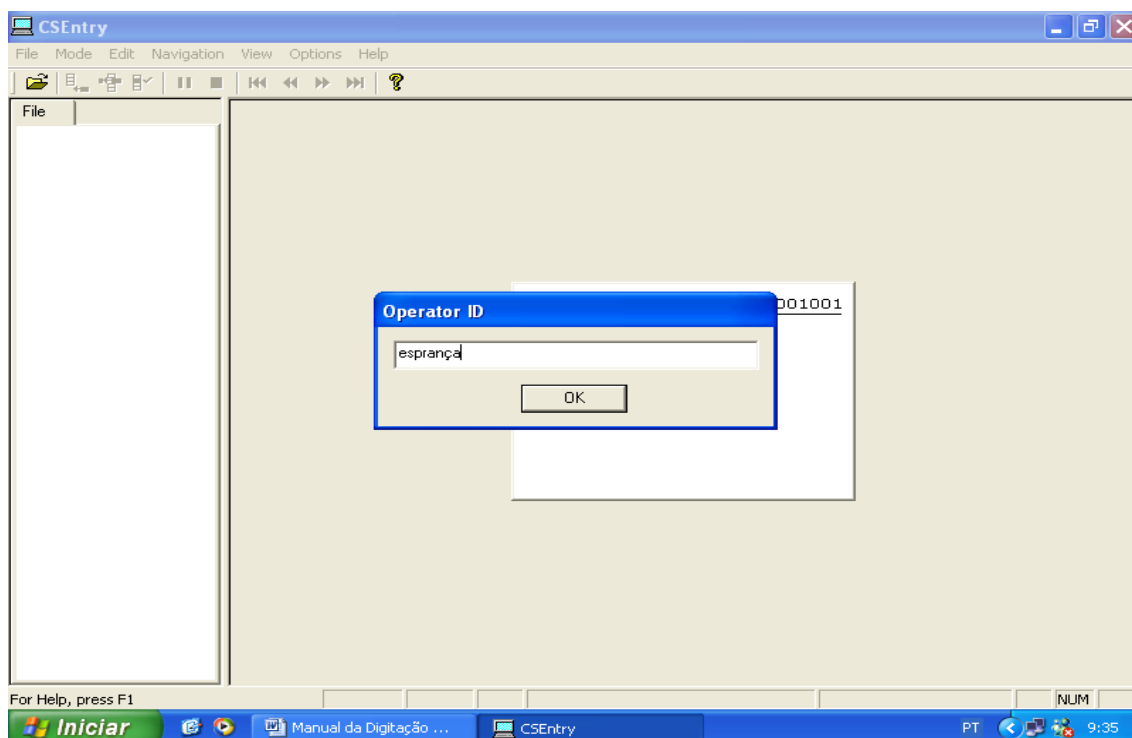 CSEntry
File Mode Edit Navigation View Options Help
File
001001
Operator ID
esprança
OK
For Help, press F1
NUM
Iniciar
Manual da Digitação ...
CSEntry
PT
9:35